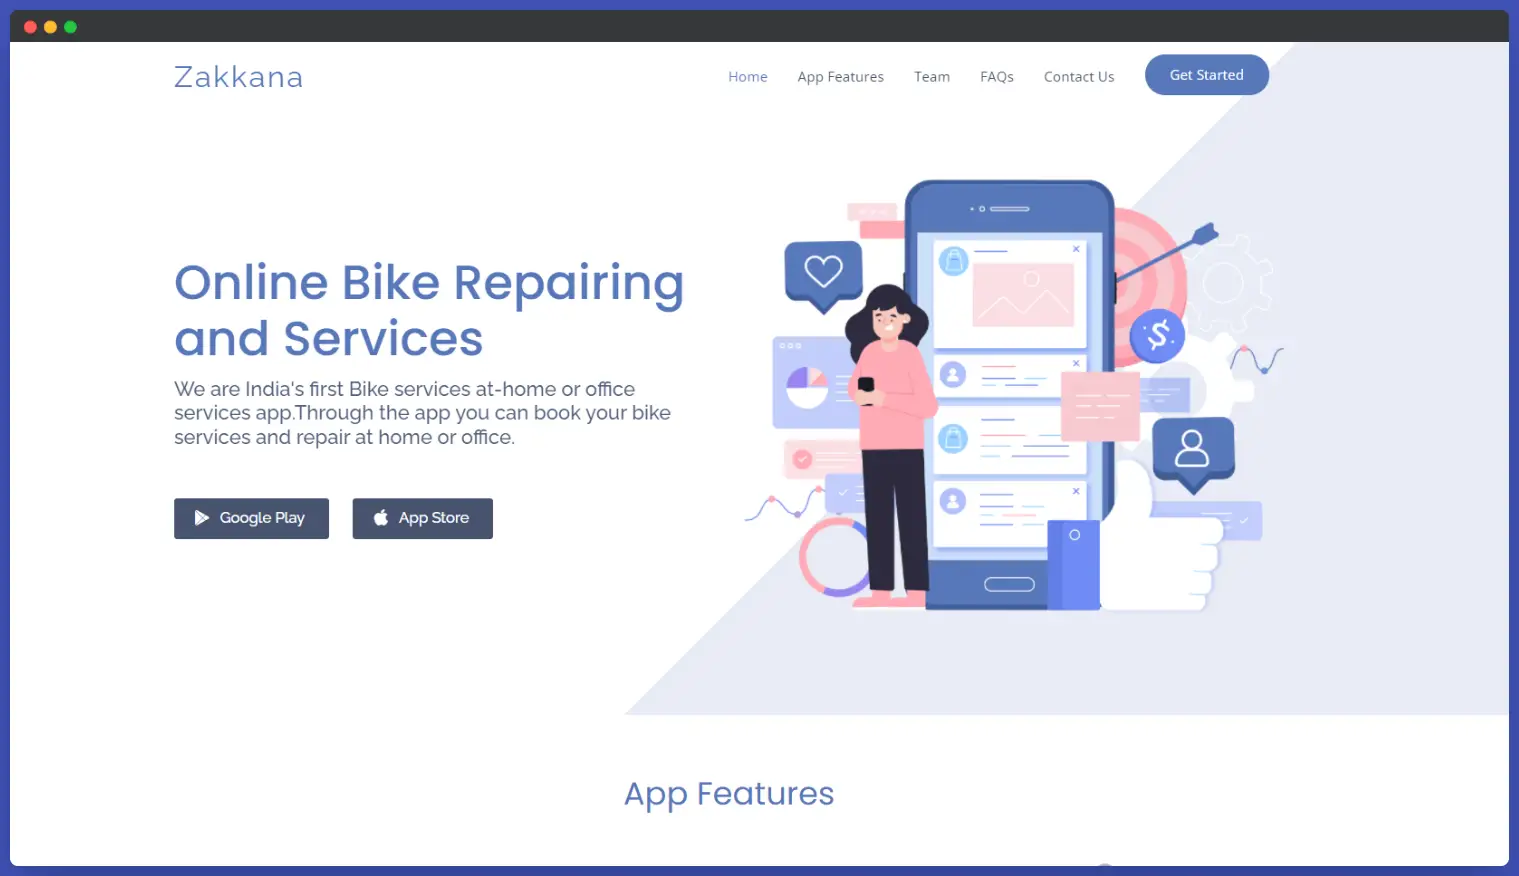 Zakkana
Home App Features Team FAQs Contact Us Get Started
Online Bike Repairing
and Services
We are India's first Bike services at-home or office
services app.Through the app you can book your bike
services and repair at home or office.
Google Play App Store
App Features